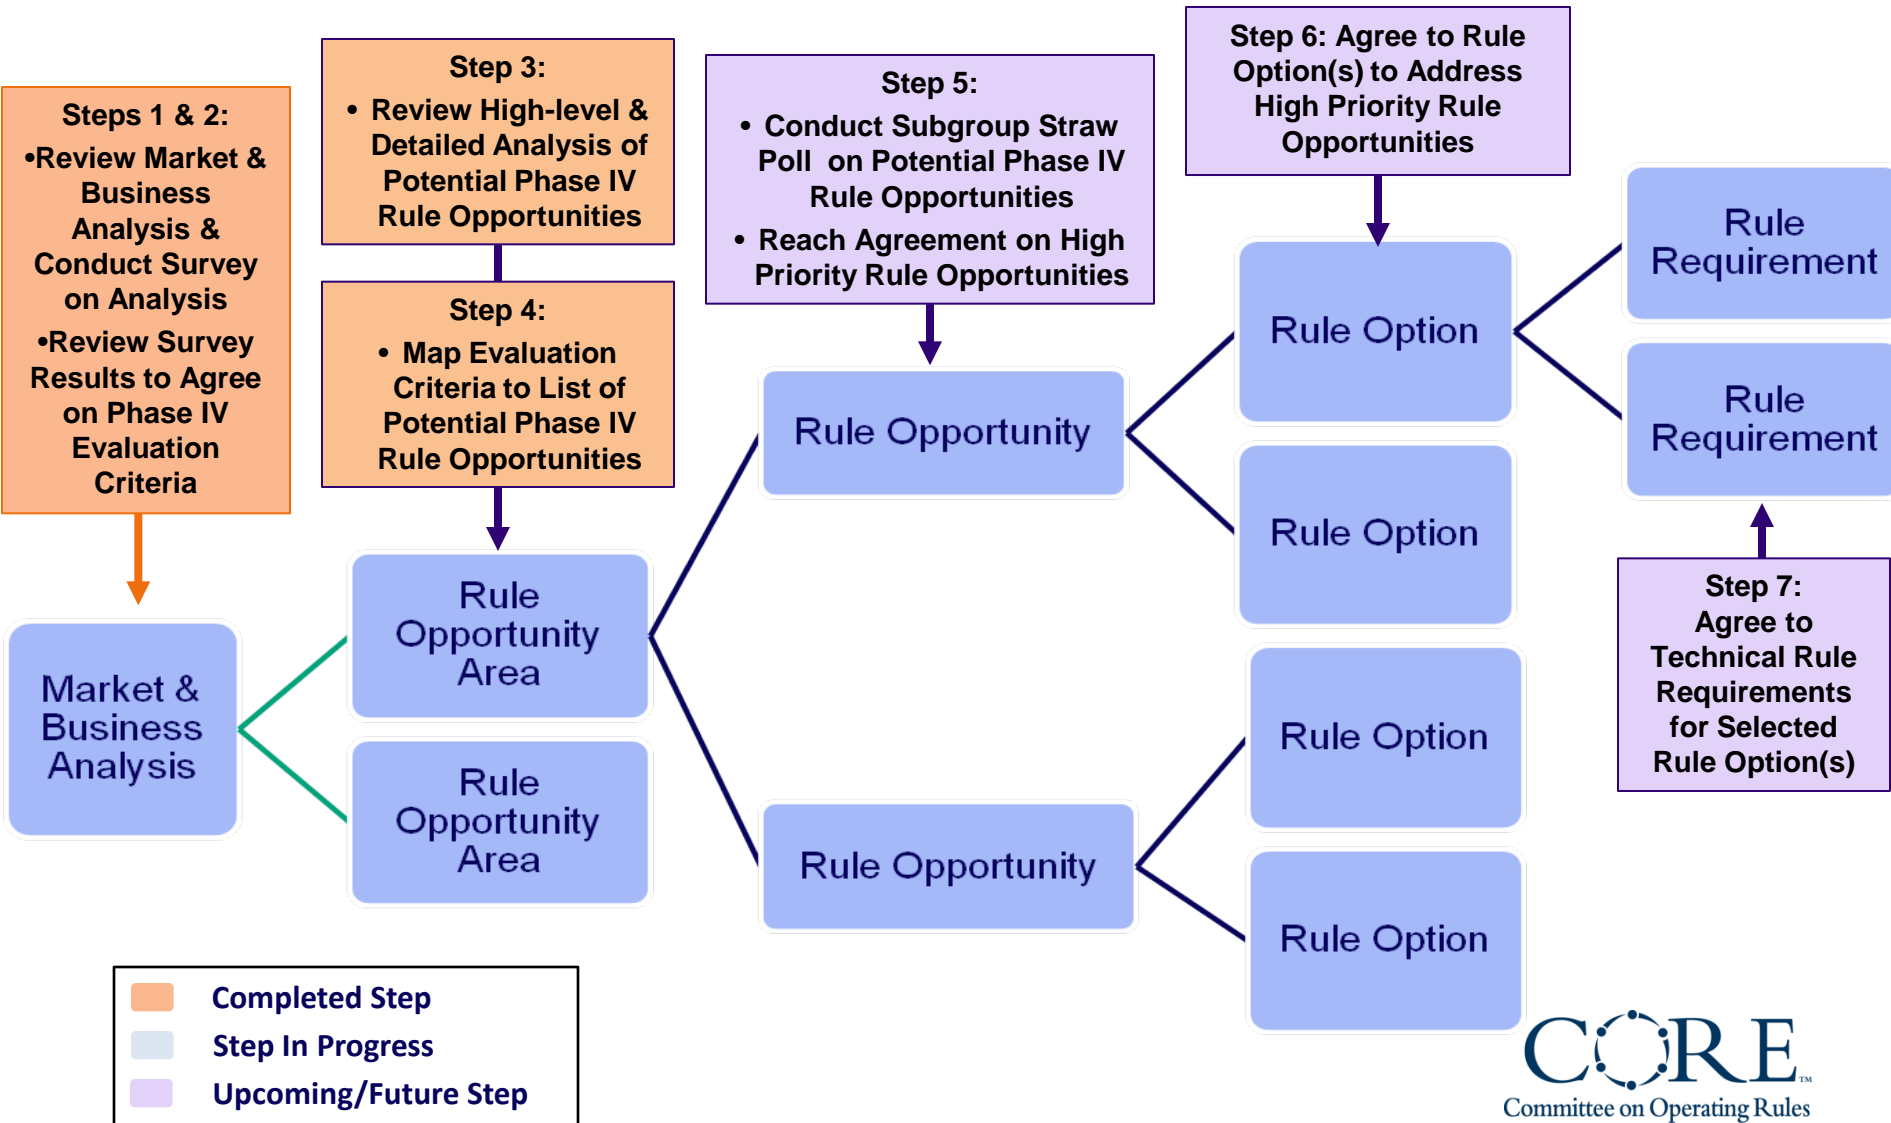 Steps 1 & 2:
•Review Market &
Business
Analysis &
Conduct Survey
on Analysis
•Review Survey
Results to Agree
on Phase IV
Evaluation
Criteria
Step 3:
• Review High-level &
Detailed Analysis of
Potential Phase IV
Rule Opportunities
Step 4:
• Map Evaluation
Criteria to List of
Potential Phase IV
Rule Opportunities
Step 5:
• Conduct Subgroup Straw
Poll on Potential Phase IV
Rule Opportunities
• Reach Agreement on High
Priority Rule Opportunities
Step 6: Agree to Rule
Option(s) to Address
High Priority Rule
Opportunities
Step 7:
Agree to
Technical Rule
Requirements
for Selected
Rule Option(s)
Market &
Business
Analysis
Rule
Opportunity
Area
Rule
Opportunity
Area
Rule Opportunity
Rule Opportunity
Rule Option
Rule Option
Rule Option
Rule Option
Rule
Requirement
Rule
Requirement
Completed Step
Step In Progress
Upcoming/Future Step
CORE™
Committee on Operating Rules